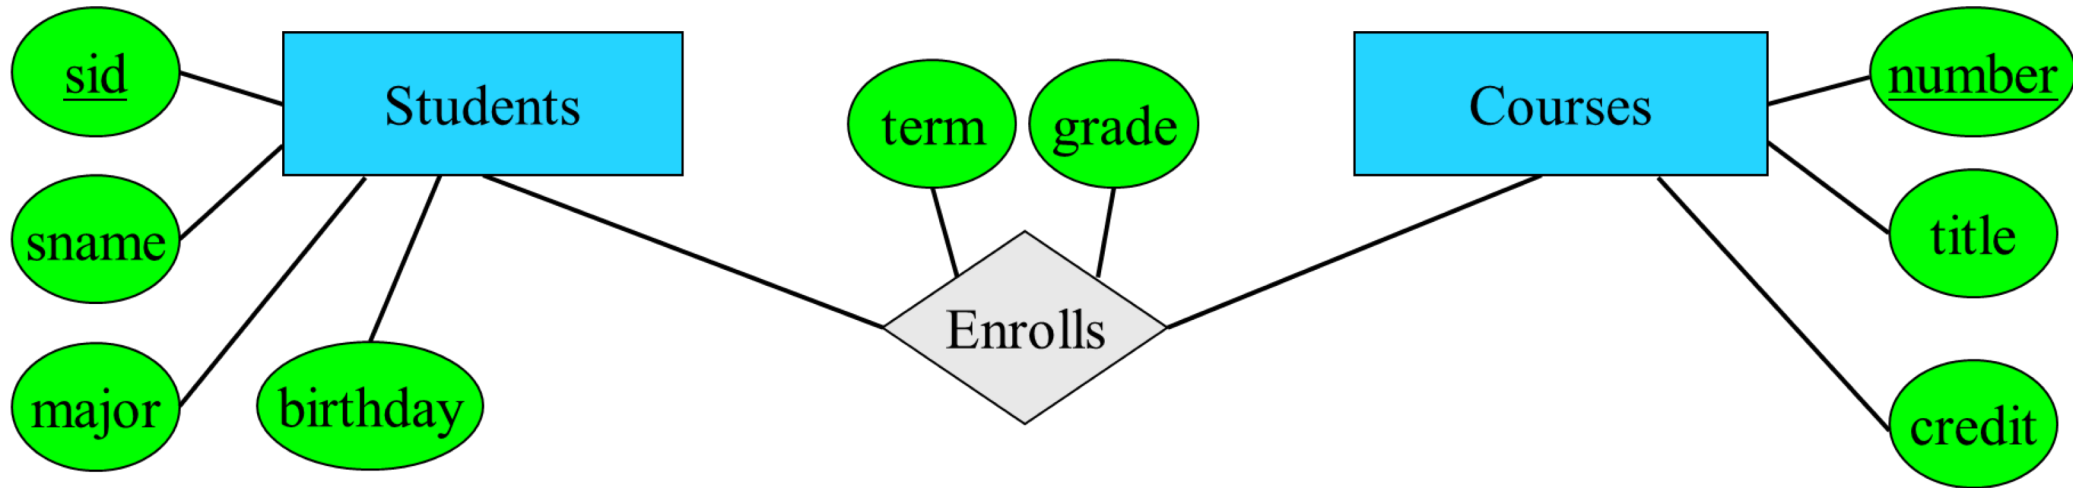 sid
Students
term
grade
Courses
number
sname
title
Enrolls
major
birthday
credit